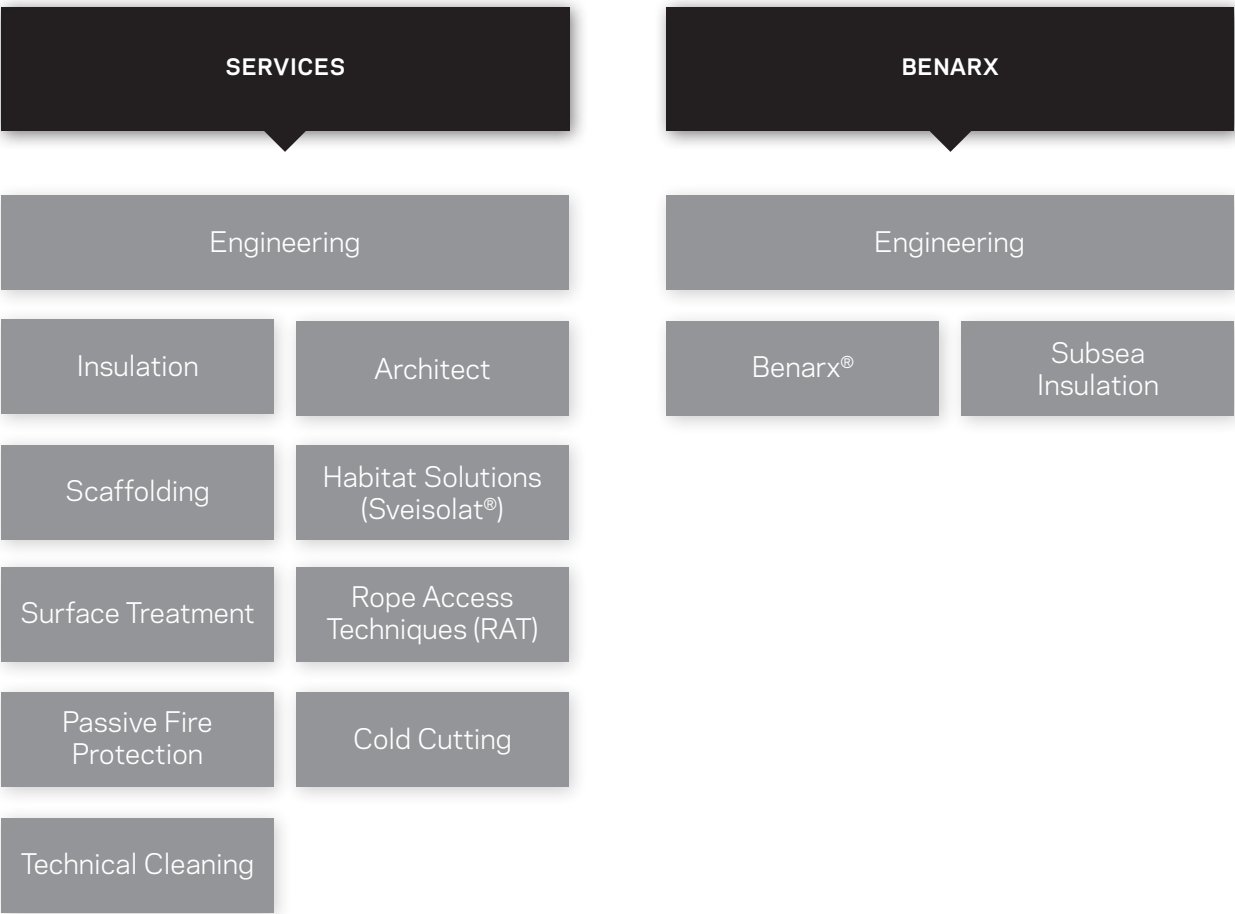 SERVICES
Engineering
Insulation
Architect
Scaffolding
Habitat Solutions
(Sveisolat®)
Surface Treatment
Rope Access
Techniques (RAT)
Passive Fire
Protection
Cold Cutting
Technical Cleaning
BENARX
Engineering
Benarx®
Subsea
Insulation